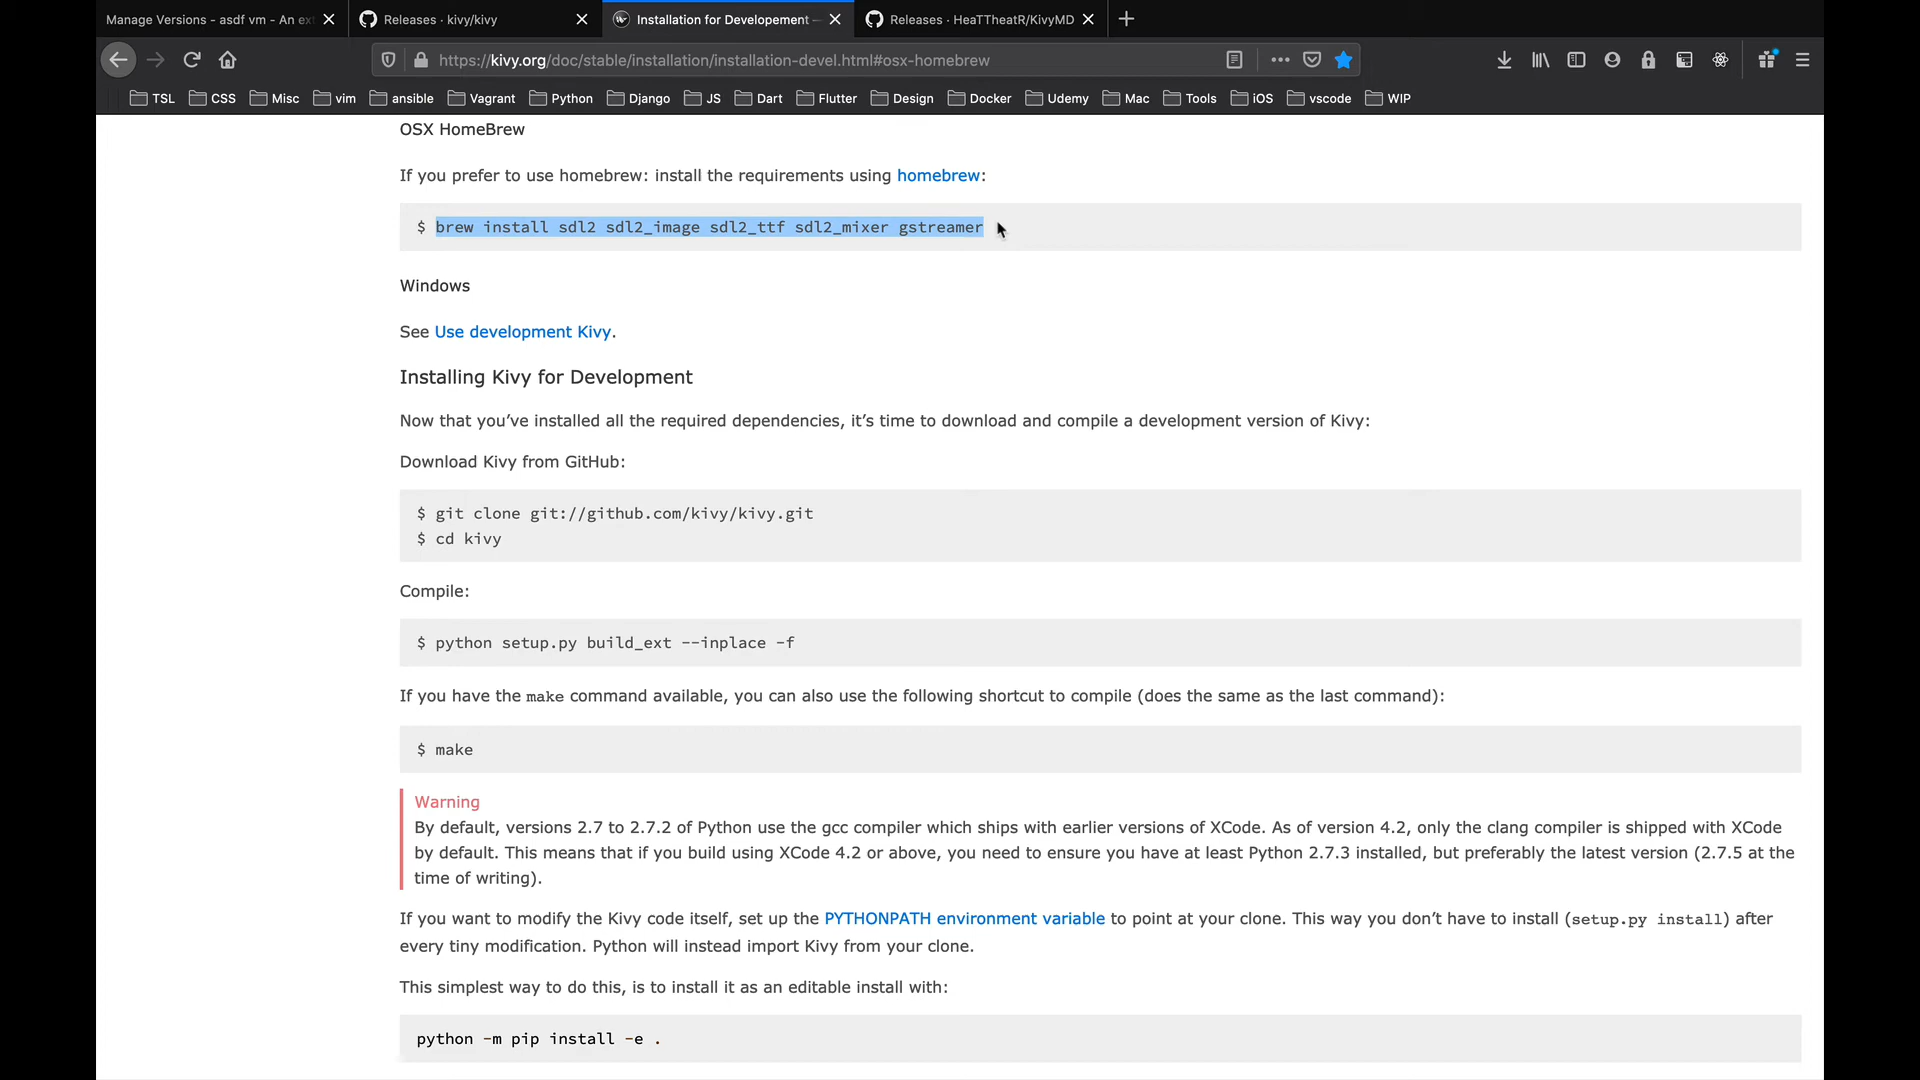 Manage Versions - asdf vm - An ex
Releases · kivy/kivy
Installation for Developement —
Releases · HeaTTheatR/KivyMD
https://kivy.org/doc/stable/installation/installation-devel.html#osx-homebrew
TSL
CSS
Misc
vim
ansible
Vagrant
Python
Django
JS
Dart
Flutter
Design
Docker
Udemy
Mac
Tools
iOS
vscode
WIP
OSX HomeBrew
If you prefer to use homebrew: install the requirements using homebrew:
$ brew install sdl2 sdl2_image sdl2_ttf sdl2_mixer gstreamer
Windows
See Use development Kivy.
Installing Kivy for Development
Now that you’ve installed all the required dependencies, it’s time to download and compile a development version of Kivy:
Download Kivy from GitHub:
$ git clone git://github.com/kivy/kivy.git
$ cd kivy
Compile:
$ python setup.py build_ext --inplace -f
If you have the make command available, you can also use the following shortcut to compile (does the same as the last command):
$ make
Warning
By default, versions 2.7 to 2.7.2 of Python use the gcc compiler which ships with earlier versions of XCode. As of version 4.2, only the clang compiler is shipped with XCode
by default. This means that if you build using XCode 4.2 or above, you need to ensure you have at least Python 2.7.3 installed, but preferably the latest version (2.7.5 at the
time of writing).
If you want to modify the Kivy code itself, set up the PYTHONPATH environment variable to point at your clone. This way you don’t have to install (setup.py install) after
every tiny modification. Python will instead import Kivy from your clone.
This simplest way to do this, is to install it as an editable install with:
python -m pip install -e .